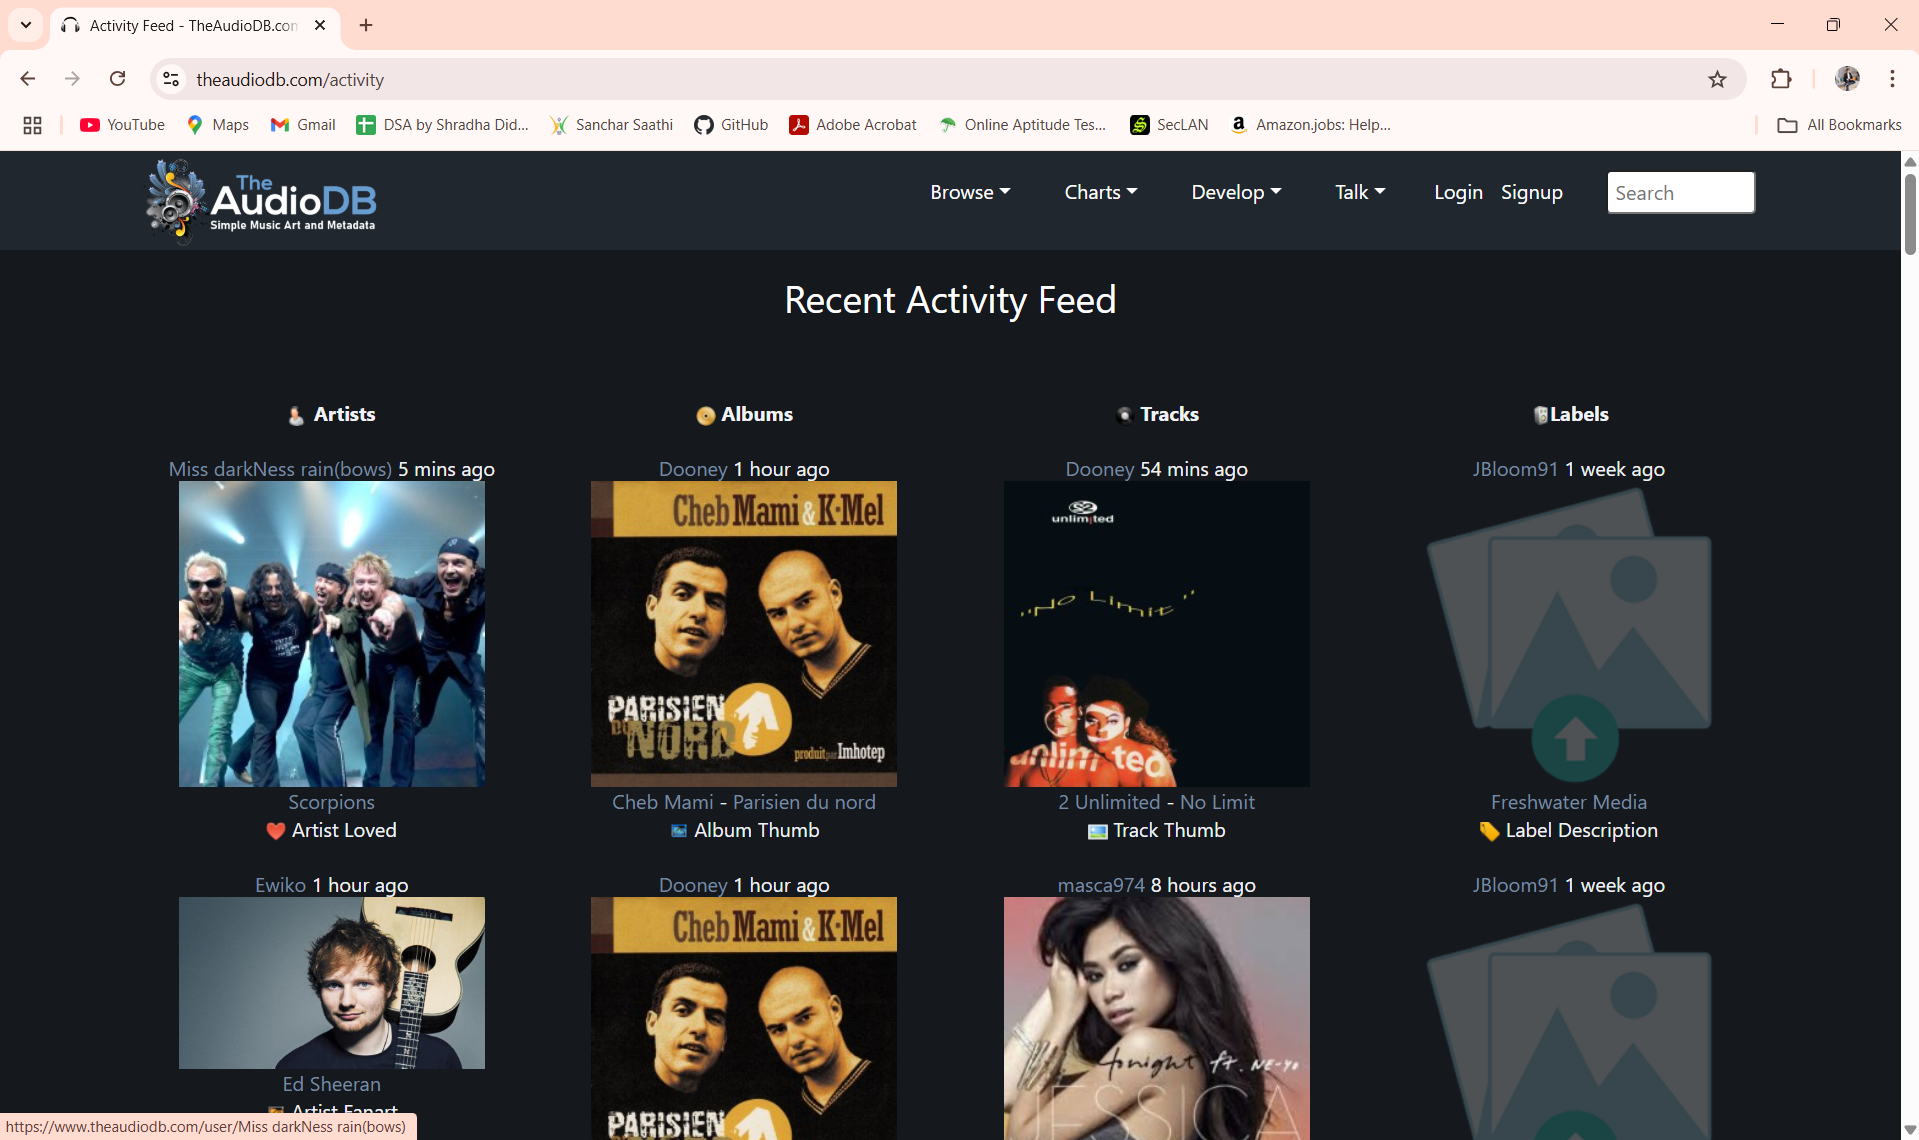 Activity Feed - TheAudioDB.com
theaudiodb.com/activity
YouTube
Maps
Gmail
DSA by Shradha Did...
Sanchar Saathi
GitHub
Adobe Acrobat
Online Aptitude Tes...
SecLAN
Amazon.jobs: Help...
All Bookmarks
The
AudioDB
Simple Music Art and Metadata
Browse
Charts
Develop
Talk
Login
Signup
Search
Recent Activity Feed
Artists
Albums
Tracks
Labels
Miss darkNess rain(bows) 5 mins ago
Dooney 1 hour ago
Dooney 54 mins ago
JBloom91 1 week ago
Cheb Mami & K-Mel
PARISIEN
DU NORD
produit par Imhotep
2 unlimited
"No Limit"
unlimited
Scorpions
Cheb Mami - Parisien du nord
2 Unlimited - No Limit
Freshwater Media
Artist Loved
Album Thumb
Track Thumb
Label Description
Ewiko 1 hour ago
Dooney 1 hour ago
masca974 8 hours ago
JBloom91 1 week ago
Cheb Mami & K-Mel
PARISIEN
tonight ft. NE-YO
JESSICA
Ed Sheeran
Artist Fanart
https://www.theaudiodb.com/user/Miss darkNess rain(bows)